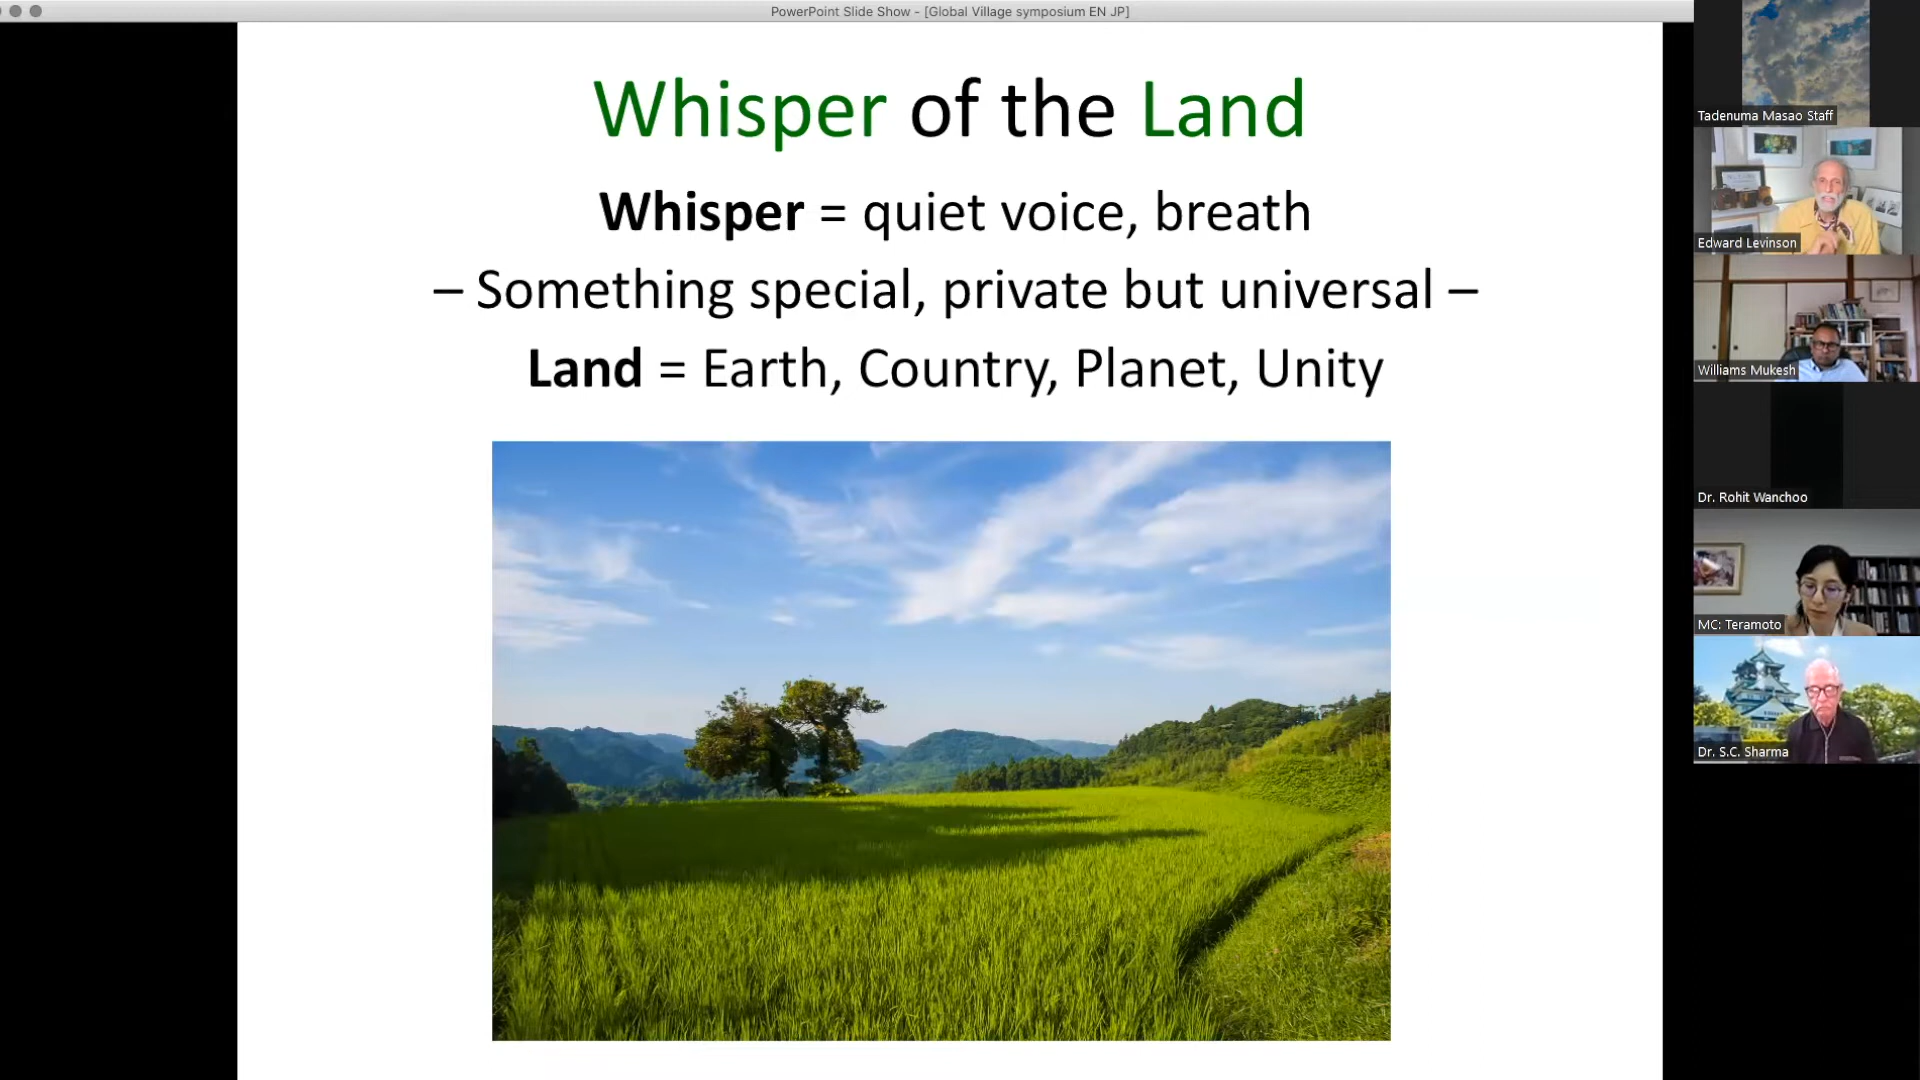 PowerPoint Slide Show - [Global Village symposium EN JP]
Whisper of the Land
Whisper = quiet voice, breath
– Something special, private but universal –
Land = Earth, Country, Planet, Unity
Tadenuma Masao Staff
Edward Levinson
Williams Mukesh
Dr. Rohit Wanchoo
MC: Teramoto
Dr. S.C. Sharma